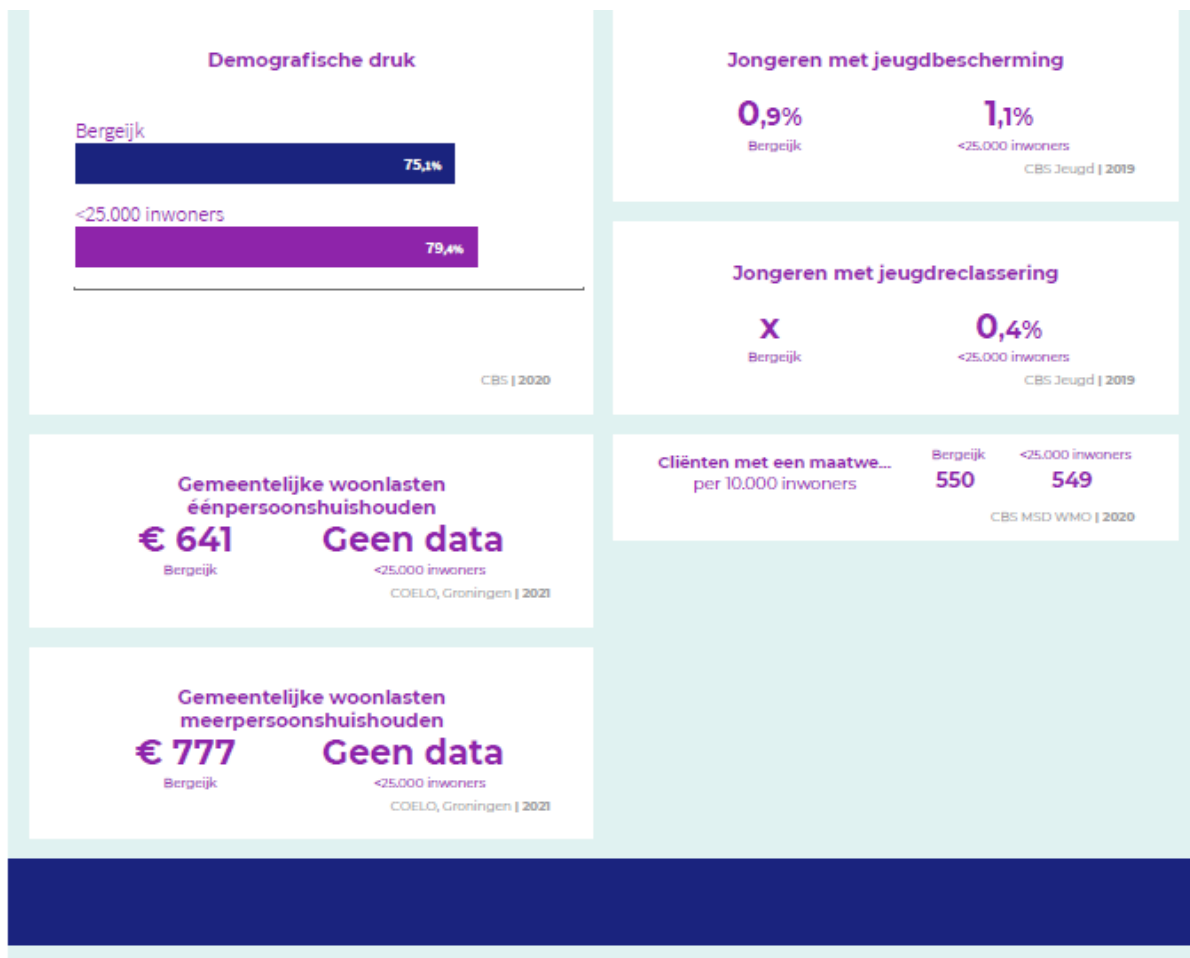 Demografische druk
Bergeijk
75,1%
<25.000 inwoners
79,4%
CBS | 2020
Gemeentelijke woonlasten
éénpersoonshuishouden
€ 641 Geen data
Bergeijk <25.000 inwoners
COELO, Groningen | 2021
Gemeentelijke woonlasten
meerpersoonshuishouden
€ 777 Geen data
Bergeijk <25.000 inwoners
COELO, Groningen | 2021
Jongeren met jeugdbescherming
0,9% 1,1%
Bergeijk <25.000 inwoners
CBS Jeugd | 2019
Jongeren met jeugdreclassering
x 0,4%
Bergeijk <25.000 inwoners
CBS Jeugd | 2019
Cliënten met een maatwe... Bergeijk <25.000 inwoners
per 10.000 inwoners 550 549
CBS MSD WMO | 2020